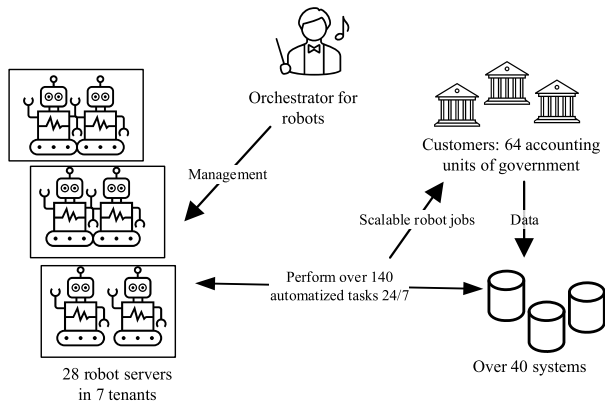 Orchestrator for
robots
Customers: 64 accounting
units of government
Management
Scalable robot jobs
Data
Perform over 140
automatized tasks 24/7
28 robot servers
in 7 tenants
Over 40 systems